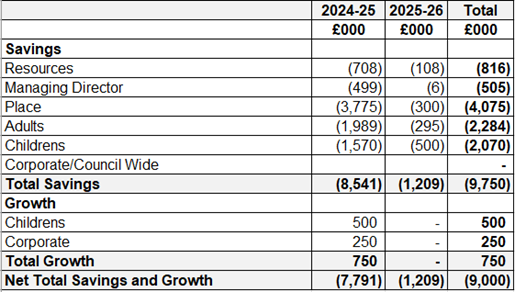 2024-25 2025-26 Total
£000 £000 £000
Savings
Resources (708) (108) (816)
Managing Director (499) (6) (505)
Place (3,775) (300) (4,075)
Adults (1,989) (295) (2,284)
Childrens (1,570) (500) (2,070)
Corporate/Council Wide -
Total Savings (8,541) (1,209) (9,750)
Growth
Childrens 500 - 500
Corporate 250 - 250
Total Growth 750 - 750
Net Total Savings and Growth (7,791) (1,209) (9,000)